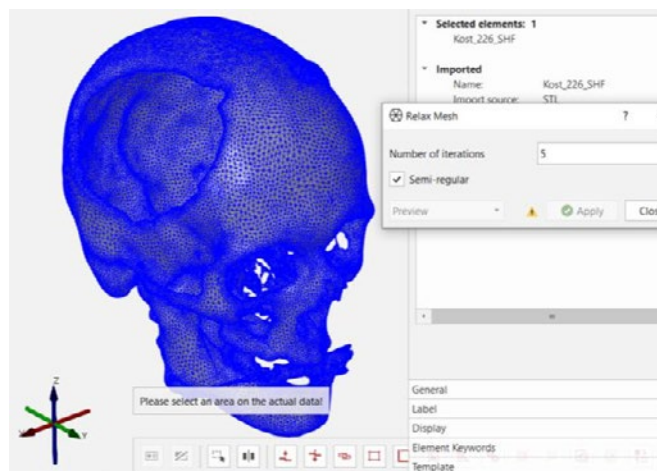 Selected elements: 1
Kost_226_SHF
Imported
Name: Kost_226_SHF
Import source: STL
Relax Mesh ?
Number of iterations 5
Semi-regular
Preview Apply Clo
Please select an area on the actual data!
General
Label
Display
Element Keywords
Template
Z
Y